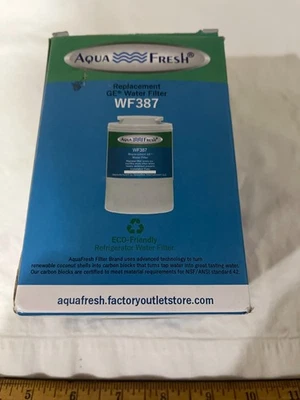 AQUA FRESH®
Replacement
GE® Water Filter
WF387
AQUA FRESH
WF387
ECO-Friendly
Refrigerator Water Filter
AquaFresh Filter Brand uses advanced technology to turn
renewable coconut shells into carbon blocks that turns tap water into great tasting water.
Our carbon blocks are certified to meet material requirements for NSF/ANSI standard 42.
aquafresh.factoryoutletstore.com